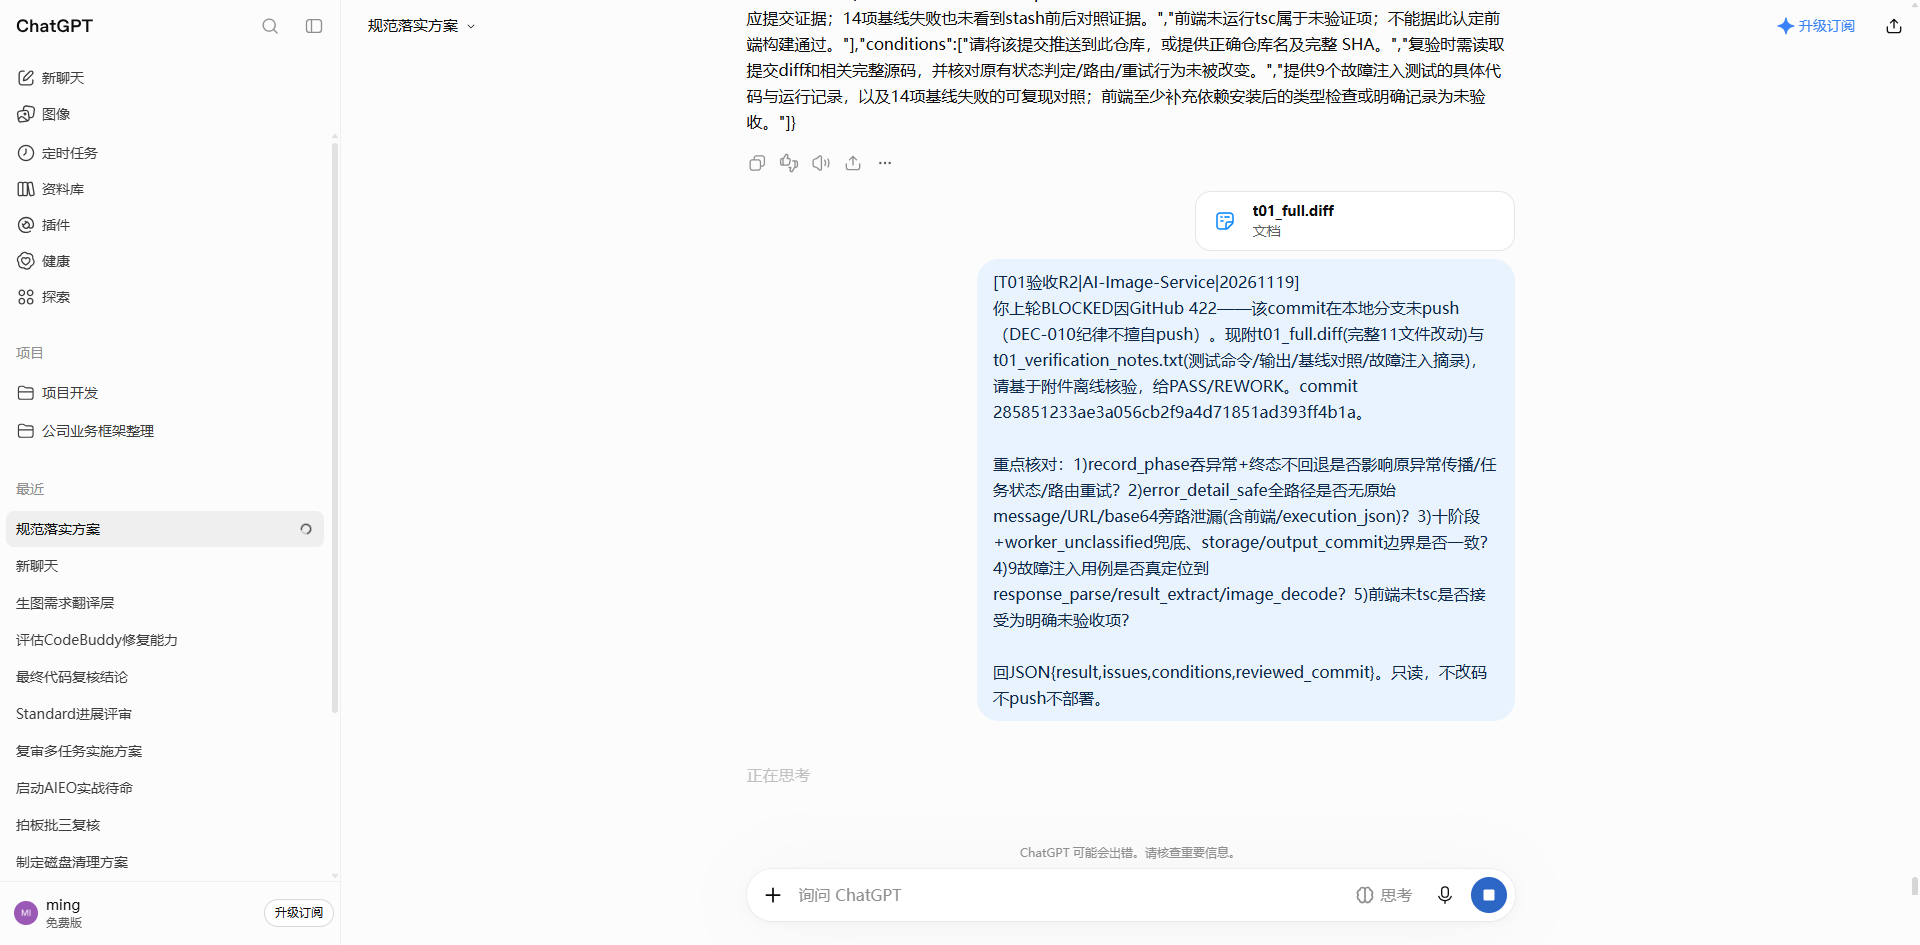 ChatGPT
新聊天
图像
定时任务
资料库
插件
健康
探索
项目
项目开发
公司业务框架整理
最近
规范落实方案
新聊天
生图需求翻译层
评估CodeBuddy修复能力
最终代码复核结论
Standard进展评审
复审多任务实施方案
启动AIEO实战待命
拍板批三复核
制定磁盘清理方案
MI
ming
免费版
升级订阅
规范落实方案
升级订阅
应提交证据；14项基线失败也未看到stash前后对照证据。","前端未运行tsc属于未验证项；不能据此认定前
端构建通过。"],"conditions":["请将该提交推送到此仓库，或提供正确仓库名及完整 SHA。","复验时需读取
提交diff和相关完整源码，并核对原有状态判定/路由/重试行为未被改变。","提供9个故障注入测试的具体代
码与运行记录，以及14项基线失败的可复现对照；前端至少补充依赖安装后的类型检查或明确记录为未验
收。"]}
t01_full.diff
文档
[T01验收R2|AI-Image-Service|20261119]
你上轮BLOCKED因GitHub 422——该commit在本地分支未push
（DEC-010纪律不擅自push）。现附t01_full.diff(完整11文件改动)与
t01_verification_notes.txt(测试命令/输出/基线对照/故障注入摘录)，
请基于附件离线核验，给PASS/REWORK。commit
285851233ae3a056cb2f9a4d71851ad393ff4b1a。
重点核对：1)record_phase吞异常+终态不回退是否影响原异常传播/任
务状态/路由重试？2)error_detail_safe全路径是否无原始
message/URL/base64旁路泄漏(含前端/execution_json)？3)十阶段
+worker_unclassified兜底、storage/output_commit边界是否一致？
4)9故障注入用例是否真定位到
response_parse/result_extract/image_decode？5)前端未tsc是否接
受为明确未验收项？
回JSON{result,issues,conditions,reviewed_commit}。只读，不改码
不push不部署。
正在思考
ChatGPT 可能会出错。请核查重要信息。
询问 ChatGPT
思考